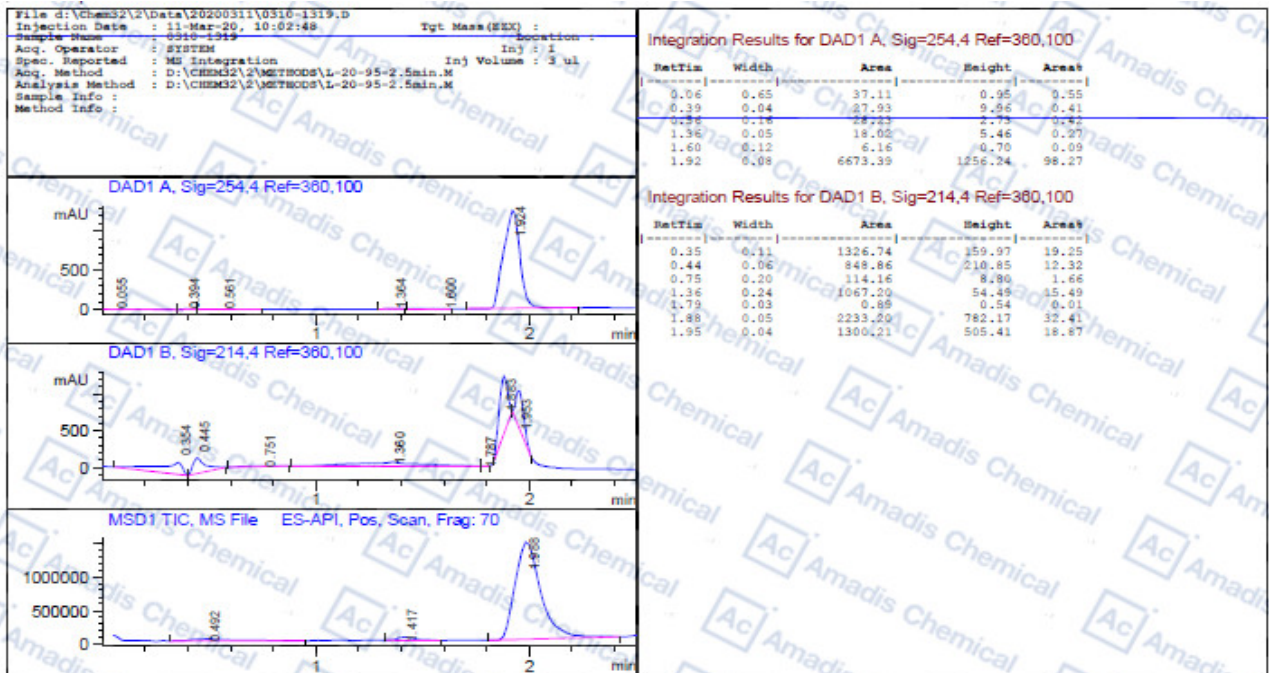 File d:\Chem32\2\Data\20200311\0310-1319.D
Injection Date : 11-Mar-20, 10:02:48 Tgt Mass(EEX) :
Sample Name : 0310-1319 Location :
Acq. Operator : SYSTEM Inj : 1
Spec. Reported : MS Integration Inj Volume : 3 ul
Acq. Method : D:\CHEM32\2\METHODS\L-20-95-2.5min.M
Analysis Method : D:\CHEM32\2\METHODS\L-20-95-2.5min.M
Sample Info :
Method Info :
DAD1 A, Sig=254,4 Ref=360,100
mAU
500
0
0.055
0.394
0.561
1.364
1.600
1.924
1
2
min
DAD1 B, Sig=214,4 Ref=360,100
mAU
500
0
0.354
0.445
0.751
1.360
1.953
1
2
min
MSD1 TIC, MS File ES-API, Pos, Scan, Frag: 70
1000000
500000
0
0.492
1.417
1
2
min
Integration Results for DAD1 A, Sig=254,4 Ref=360,100
RetTim Width Area Height Area%
0.06 0.65 37.11 0.95 0.55
0.39 0.04 27.93 9.96 0.41
0.56 0.16 28.23 2.73 0.42
1.36 0.05 18.02 5.46 0.27
1.60 0.12 6.16 0.70 0.09
1.92 0.08 6673.39 1256.24 98.27
Integration Results for DAD1 B, Sig=214,4 Ref=360,100
RetTim Width Area Height Area%
0.35 0.11 1326.74 159.97 19.25
0.44 0.06 848.86 210.85 12.32
0.75 0.20 114.16 8.80 1.66
1.36 0.24 1067.20 54.49 15.49
1.79 0.03 0.89 0.54 0.01
1.88 0.05 2233.20 782.17 32.41
1.95 0.04 1300.21 505.41 18.87
Ac Amadis Chemical